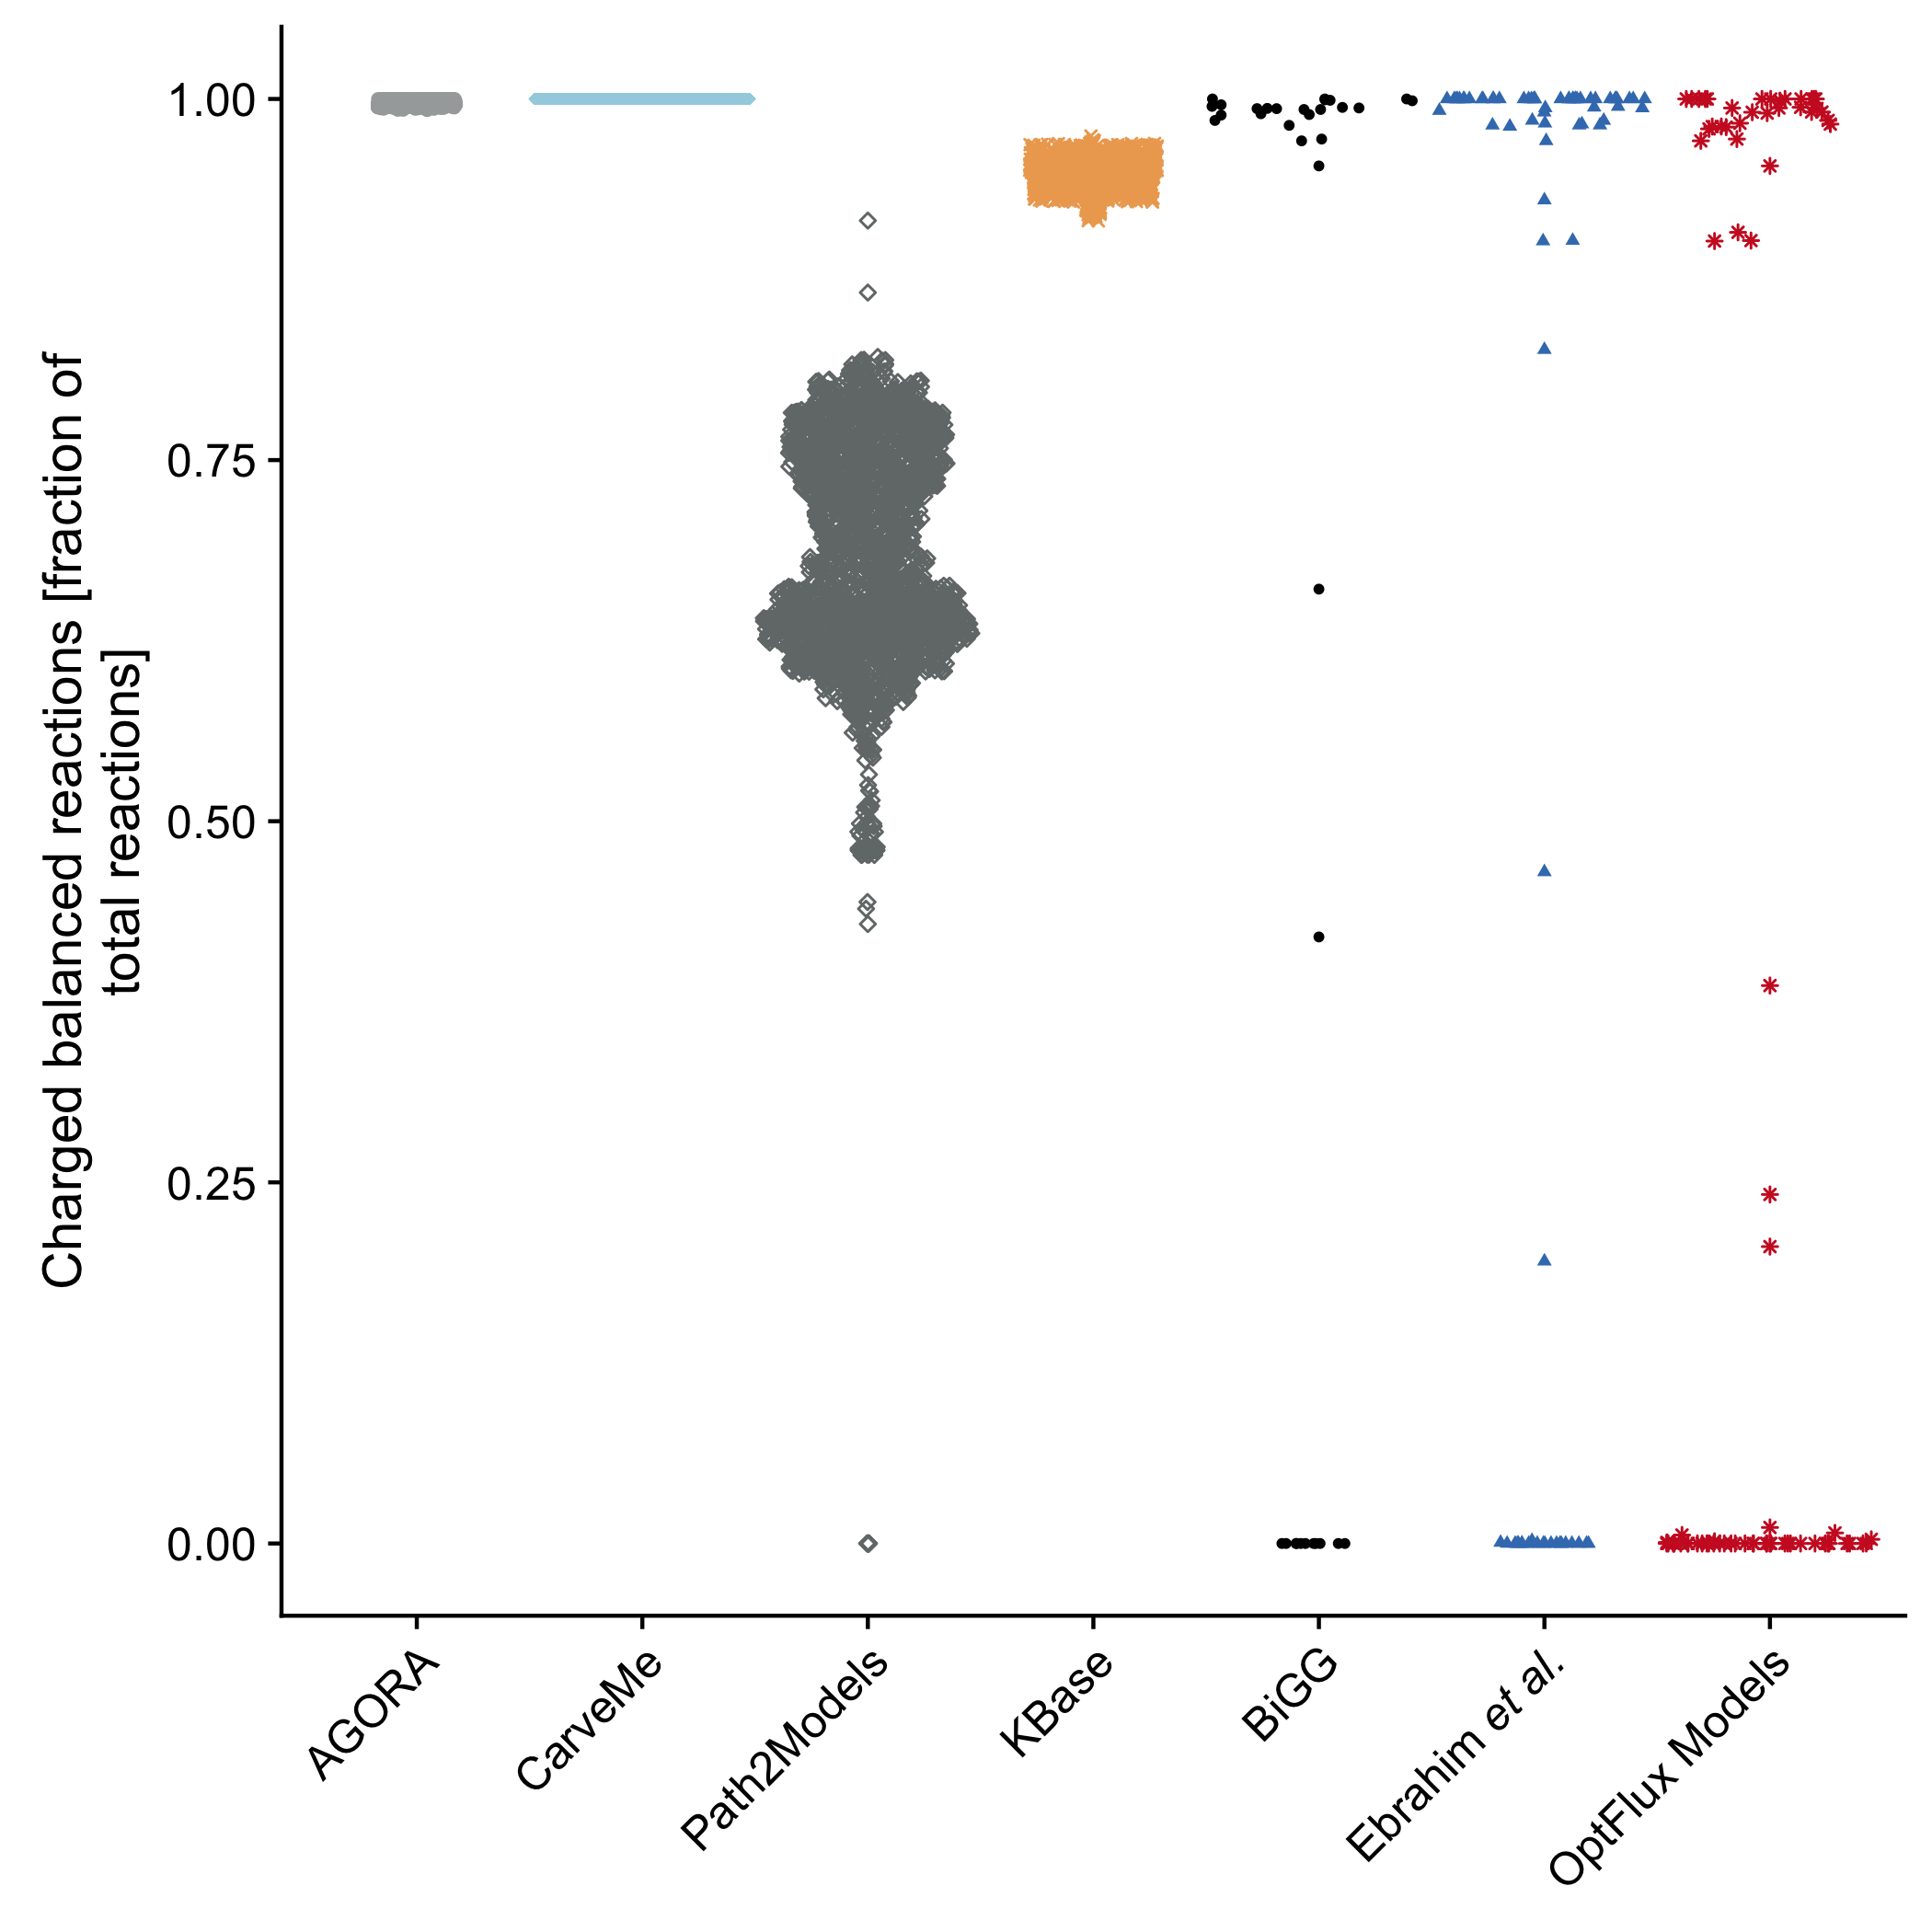 Charged balanced reactions [fraction of
total reactions]
1.00
0.75
0.50
0.25
0.00
AGORA
CarveMe
Path2Models
KBase
BiGG
Ebrahim et al.
OptFlux Models